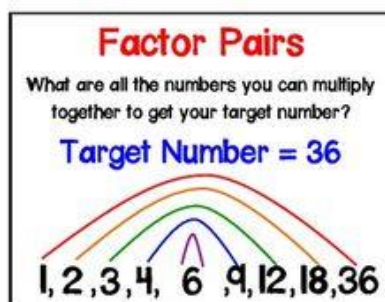 Factor Pairs
What are all the numbers you can multiply
together to get your target number?
Target Number = 36
1, 2 ,3 ,4, 6 ,9,12,18,36